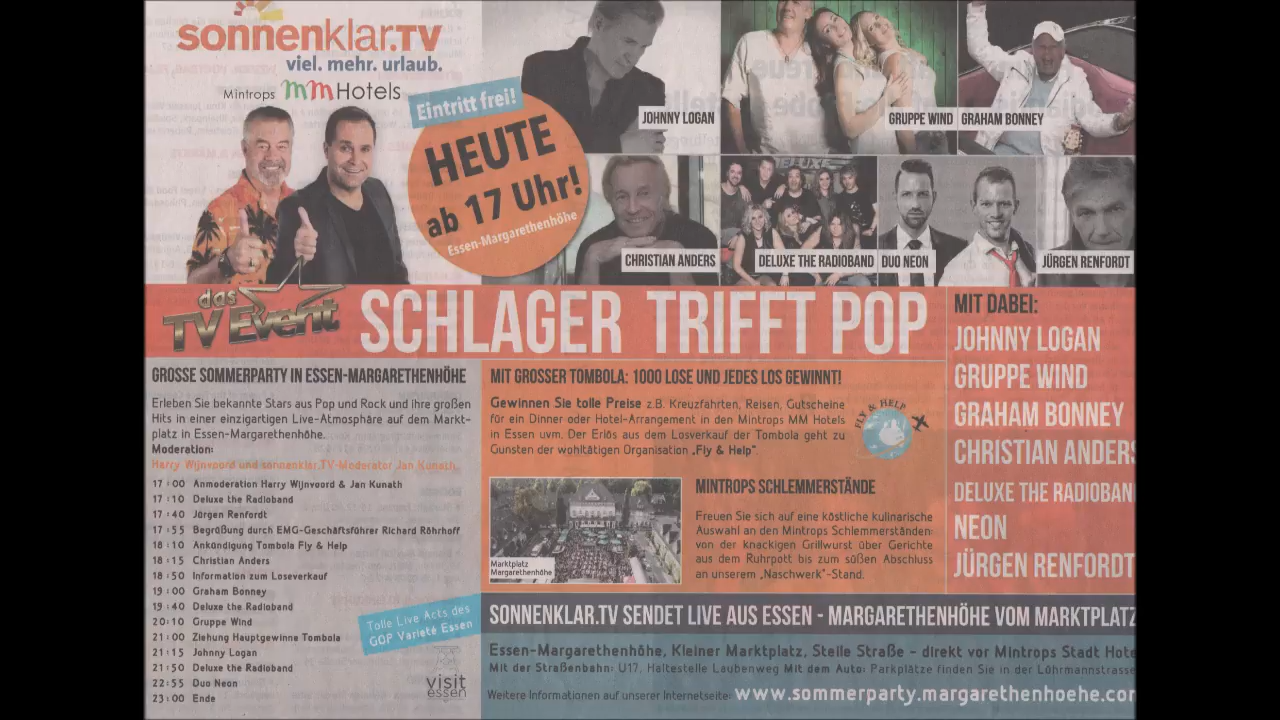 sonnenklar.TV
viel. mehr. urlaub.
Mintrops MM Hotels
Eintritt frei!
HEUTE
ab 17 Uhr!
Essen-Margarethenhöhe
JOHNNY LOGAN
GRUPPE WIND
GRAHAM BONNEY
CHRISTIAN ANDERS
DELUXE
DELUXE THE RADIOBAND
DUO NEON
JÜRGEN RENFORDT
das
TV Event
SCHLAGER TRIFFT POP
GROSSE SOMMERPARTY IN ESSEN-MARGARETHENHÖHE
Erleben Sie bekannte Stars aus Pop und Rock und ihre großen
Hits in einer einzigartigen Live-Atmosphäre auf dem Markt-
platz in Essen-Margarethenhöhe.
Moderation:
Harry Wijnvoord und sonnenklar.TV-Moderator Jan Kunath.
17:00 Anmoderation Harry Wijnvoord & Jan Kunath
17:10 Deluxe the Radioband
17:40 Jürgen Renfordt
17:55 Begrüßung durch EMG-Geschäftsführer Richard Röhrhoff
18:10 Ankündigung Tombola Fly & Help
18:15 Christian Anders
18:50 Information zum Loseverkauf
19:00 Graham Bonney
19:40 Deluxe the Radioband
20:10 Gruppe Wind
21:00 Ziehung Hauptgewinne Tombola
21:15 Johnny Logan
21:50 Deluxe the Radioband
22:55 Duo Neon
23:00 Ende
Tolle Live Acts des
GOP Varieté Essen
visit
essen
MIT GROSSER TOMBOLA: 1000 LOSE UND JEDES LOS GEWINNT!
Gewinnen Sie tolle Preise z.B. Kreuzfahrten, Reisen, Gutscheine
für ein Dinner oder Hotel-Arrangement in den Mintrops MM Hotels
in Essen uvm. Der Erlös aus dem Losverkauf der Tombola geht zu
Gunsten der wohltätigen Organisation „Fly & Help".
FLY & HELP
Marktplatz
Margarethenhöhe
MINTROPS SCHLEMMERSTÄNDE
Freuen Sie sich auf eine köstliche kulinarische
Auswahl an den Mintrops Schlemmerständen:
von der knackigen Grillwurst über Gerichte
aus dem Ruhrpott bis zum süßen Abschluss
an unserem „Naschwerk"-Stand.
MIT DABEI:
JOHNNY LOGAN
GRUPPE WIND
GRAHAM BONNEY
CHRISTIAN ANDERS
DELUXE THE RADIOBAN
NEON
JÜRGEN RENFORDT
SONNENKLAR.TV SENDET LIVE AUS ESSEN - MARGARETHENHÖHE VOM MARKTPLATZ
Essen-Margarethenhöhe, Kleiner Marktplatz, Steile Straße - direkt vor Mintrops Stadt Hote
Mit der Straßenbahn: U17, Haltestelle Laubenweg Mit dem Auto: Parkplätze finden Sie in der Lührmannstrasse
Weitere Informationen auf unserer Internetseite: www.sommerparty.margarethenhoehe.cor